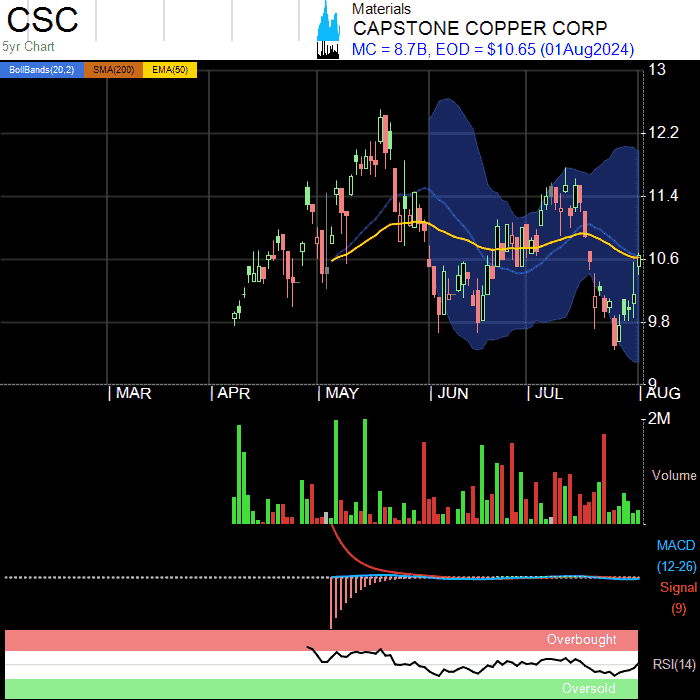 CSC
5yr Chart
Materials
CAPSTONE COPPER CORP
MC = 8.7B, EOD = $10.65 (01Aug2024)
BollBands(20,2) SMA(200) EMA(50)
13
12.2
11.4
10.6
9.8
9
MAR APR MAY JUN JUL AUG
2M
Volume
MACD
(12-26)
Signal
(9)
Overbought
RSI(14)
Oversold